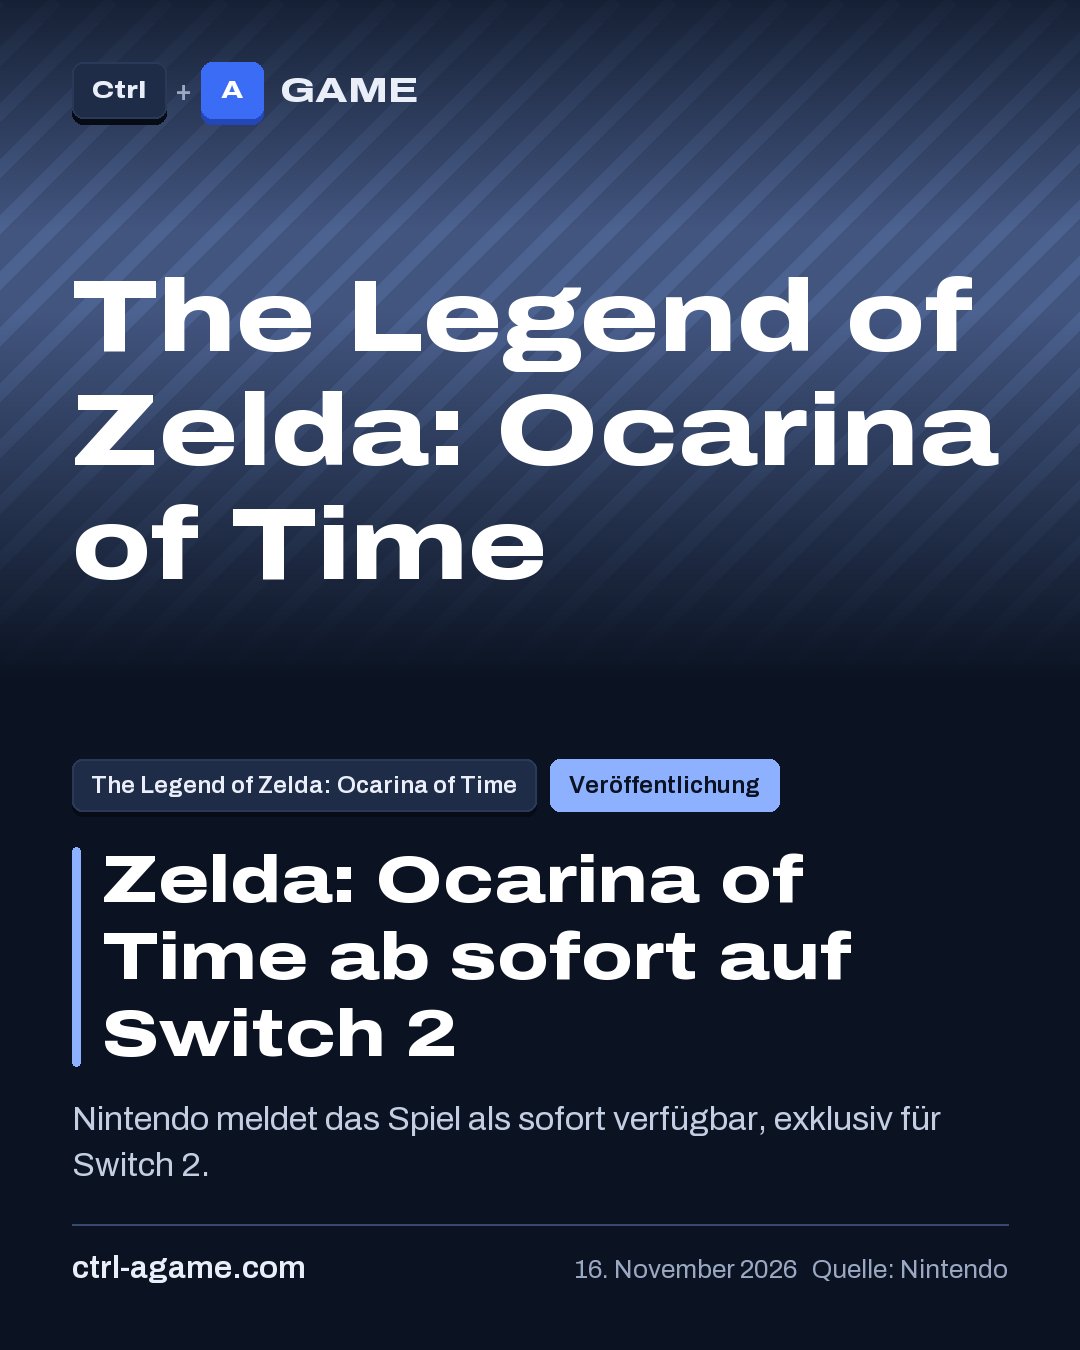 Ctrl + A GAME
The Legend of
Zelda: Ocarina
of Time
The Legend of Zelda: Ocarina of Time Veröffentlichung
Zelda: Ocarina of
Time ab sofort auf
Switch 2
Nintendo meldet das Spiel als sofort verfügbar, exklusiv für
Switch 2.
ctrl-agame.com 16. November 2026 Quelle: Nintendo